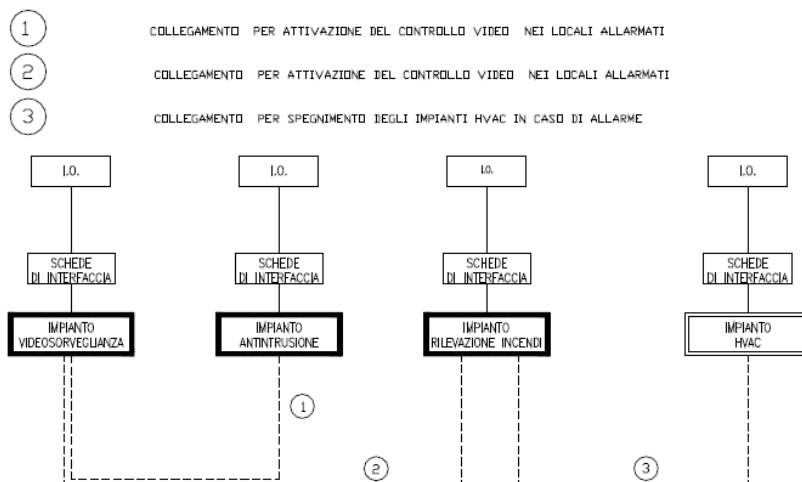 1
COLLEGAMENTO PER ATTIVAZIONE DEL CONTROLLO VIDEO NEI LOCALI ALLARMATI
2
COLLEGAMENTO PER ATTIVAZIONE DEL CONTROLLO VIDEO NEI LOCALI ALLARMATI
3
COLLEGAMENTO PER SPEGNIMENTO DEGLI IMPIANTI HVAC IN CASO DI ALLARME
I.O.
I.O.
I.O.
I.O.
SCHEDE
DI INTERFACCIA
SCHEDE
DI INTERFACCIA
SCHEDE
DI INTERFACCIA
SCHEDE
DI INTERFACCIA
IMPIANTO
VIDEOSORVEGLIANZA
IMPIANTO
ANTINTRUSIONE
IMPIANTO
RILEVAZIONE INCENDI
IMPIANTO
HVAC
1
2
3